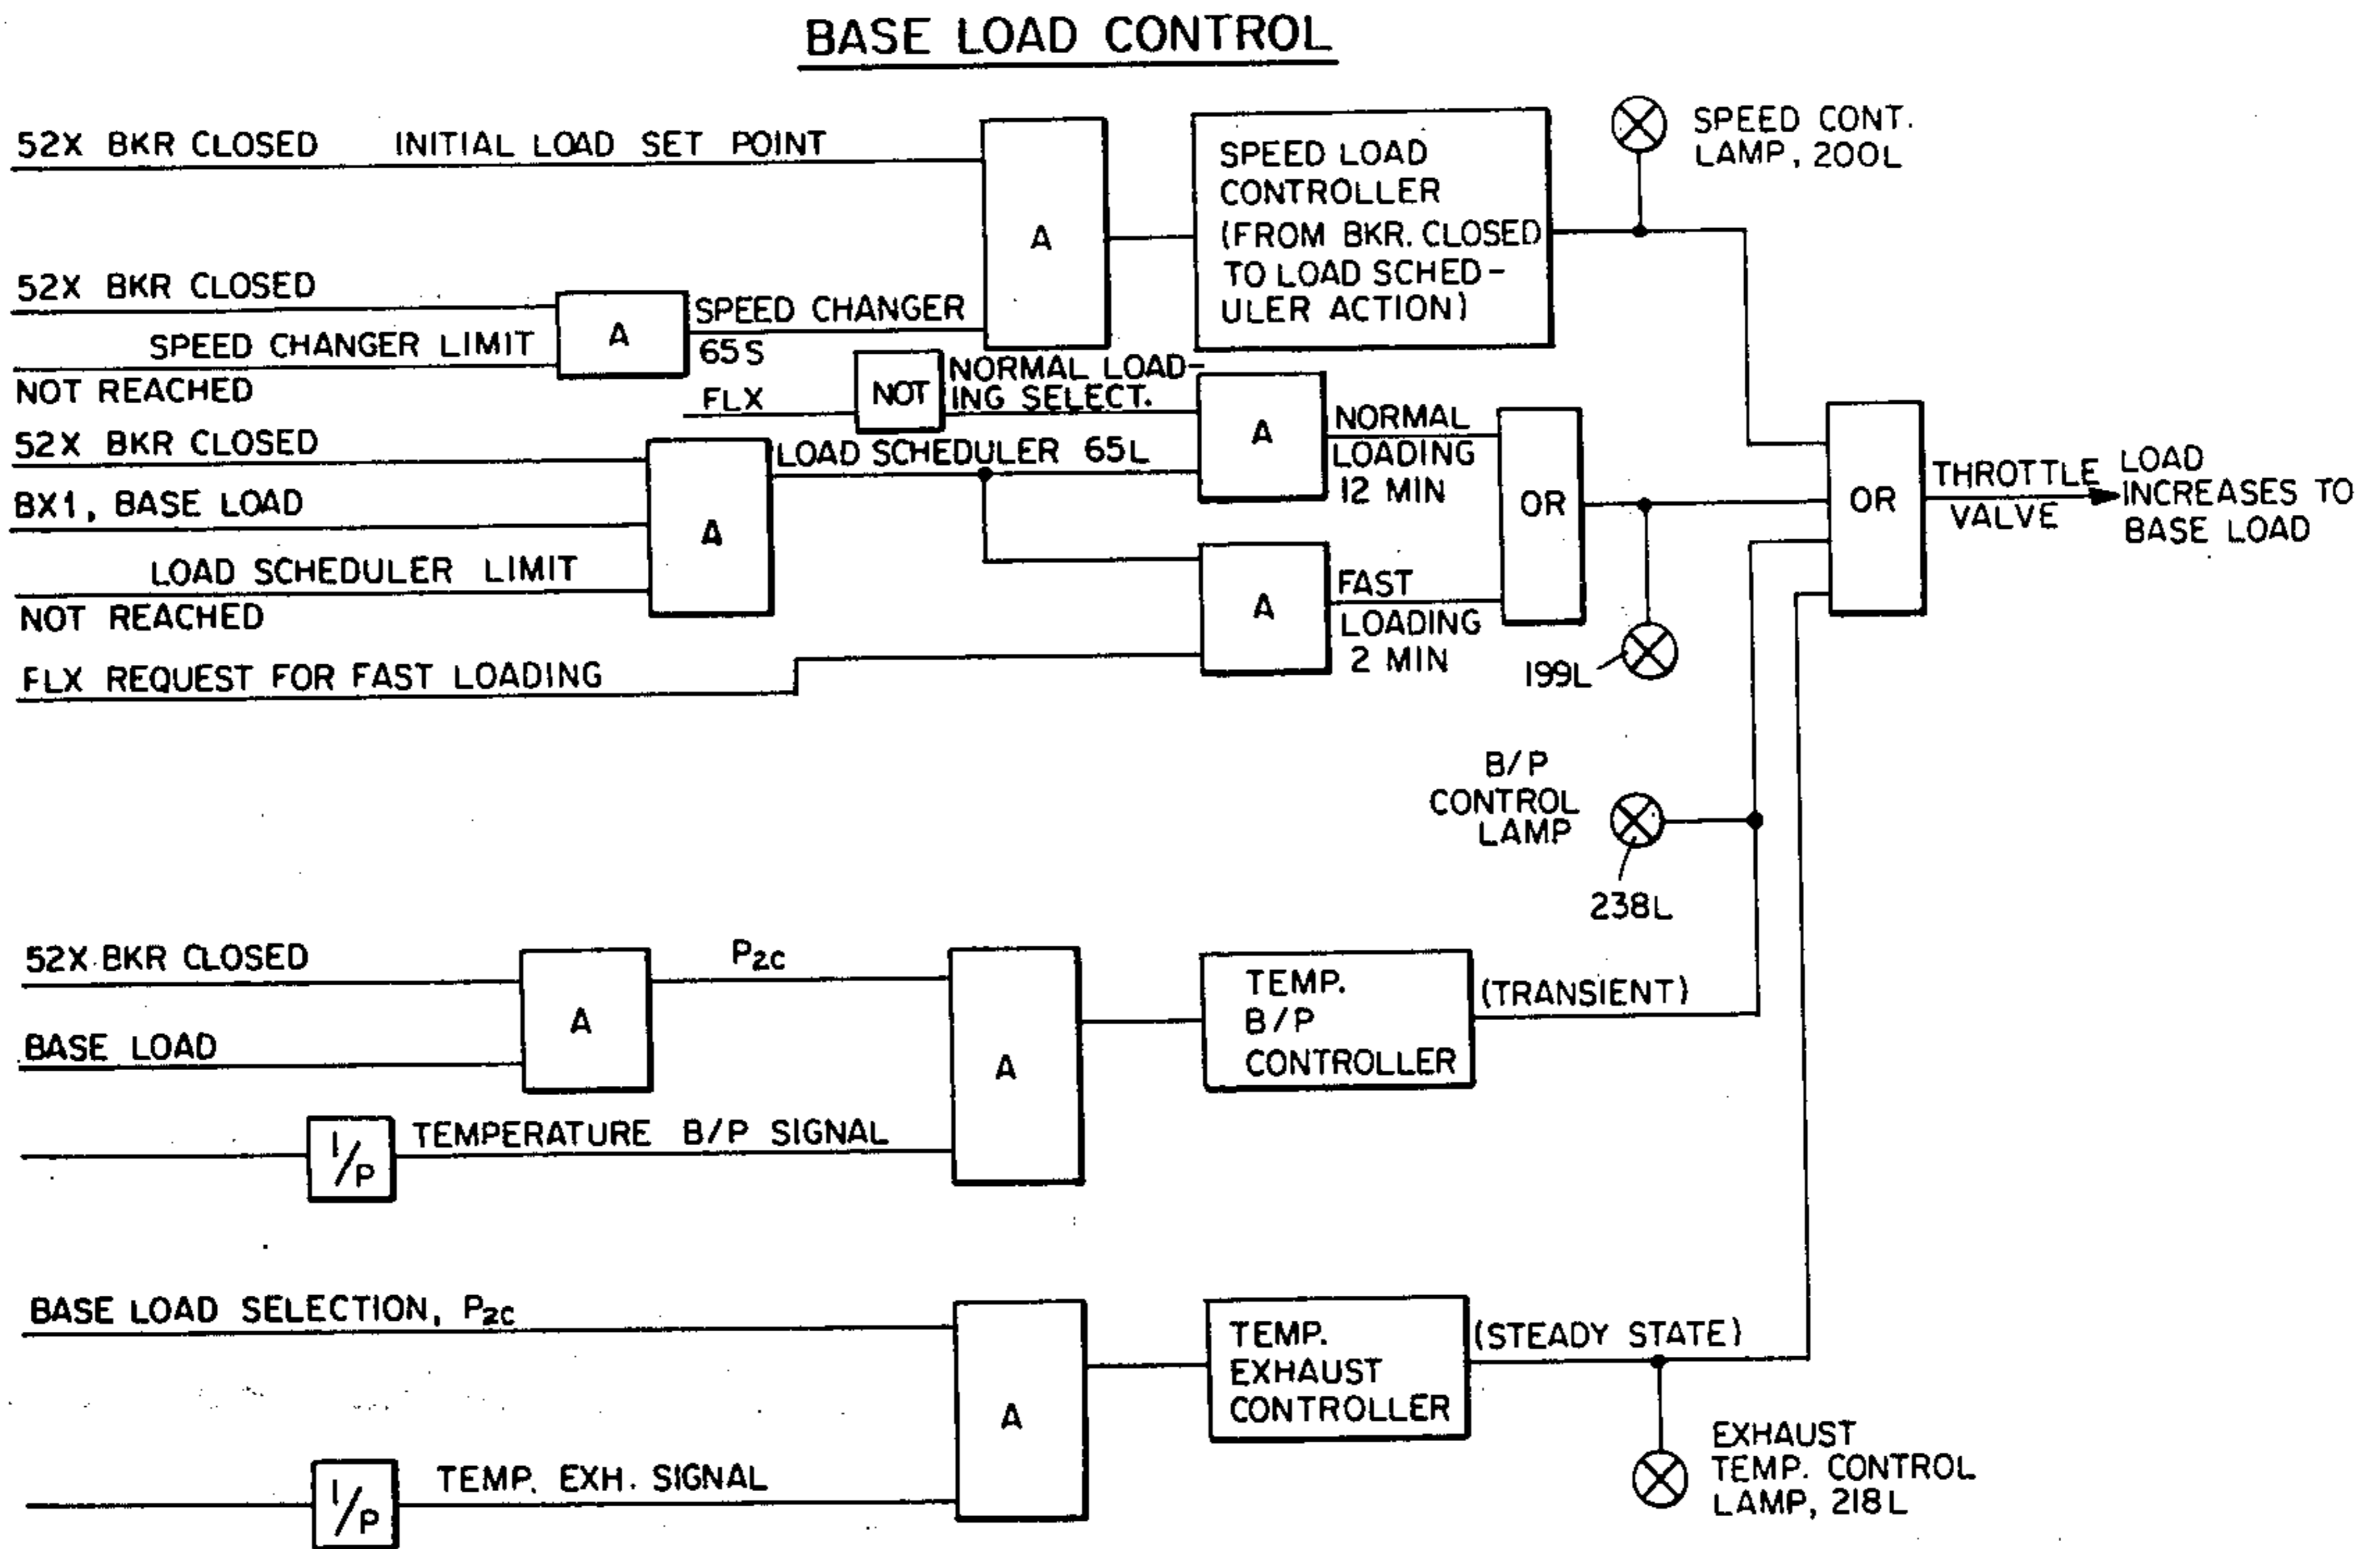 BASE LOAD CONTROL
52X BKR CLOSED INITIAL LOAD SET POINT
A
SPEED LOAD
CONTROLLER
(FROM BKR. CLOSED
TO LOAD SCHED-
ULER ACTION)
SPEED CONT.
LAMP, 200L
52X BKR CLOSED
SPEED CHANGER LIMIT
NOT REACHED
A
SPEED CHANGER
65S
FLX
NOT
NORMAL LOAD-
ING SELECT.
A
NORMAL
LOADING
12 MIN
52X BKR CLOSED
BX1, BASE LOAD
LOAD SCHEDULER LIMIT
NOT REACHED
A
LOAD SCHEDULER 65L
FLX REQUEST FOR FAST LOADING
A
FAST
LOADING
2 MIN
OR
199L
OR
THROTTLE
VALVE
LOAD
INCREASES TO
BASE LOAD
B/P
CONTROL
LAMP
238L
52X BKR CLOSED
BASE LOAD
A
P2C
I/P
TEMPERATURE B/P SIGNAL
A
TEMP.
B/P
CONTROLLER
(TRANSIENT)
BASE LOAD SELECTION, P2C
I/P
TEMP. EXH. SIGNAL
A
TEMP.
EXHAUST
CONTROLLER
(STEADY STATE)
EXHAUST
TEMP. CONTROL
LAMP, 218L